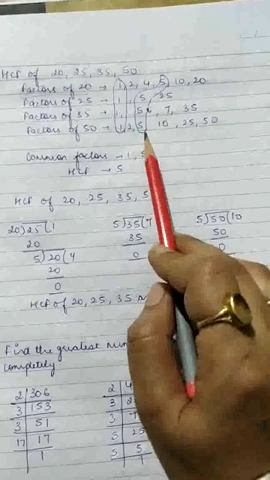 HCF of 20, 25, 35, 50
Factors of 20 → 1, 2, 4, 5, 10, 20
Factors of 25 → 1, 5, 25
Factors of 35 → 1, 5, 7, 35
Factors of 50 → 1, 2, 5, 10, 25, 50
Common factors → 1, 5
HCF → 5
HCF of 20, 25, 35, 5
20)25(1 5)35(7 5)50(10
20 35 50
5)20(4 0 0
20
0
HCF of 20, 25, 35
Find the greatest
completely
2 306 2
3 153 3
3 51 3
17 17 5 25
1 5 5
1